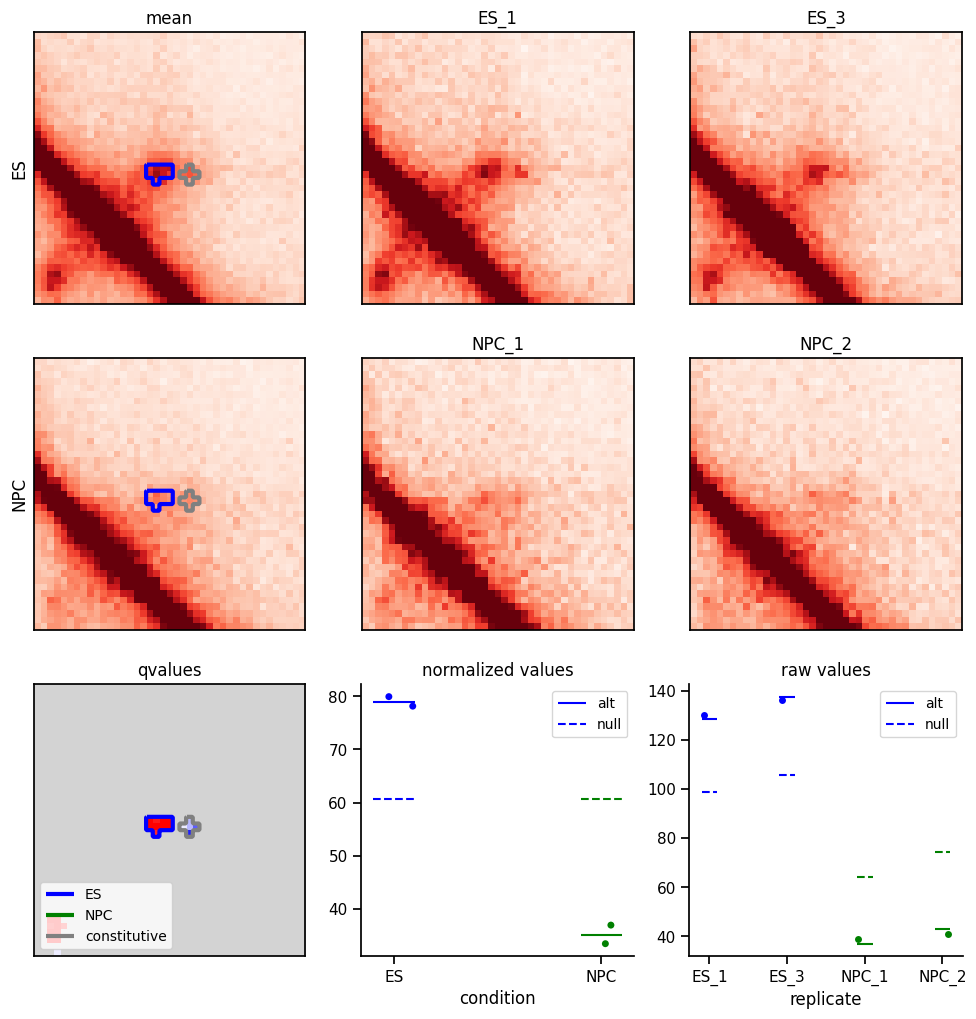 mean
ES_1
ES_3
ES
NPC_1
NPC_2
NPC
qvalues
ES
NPC
constitutive
normalized values
alt
null
80
70
60
50
40
ES
NPC
condition
raw values
alt
null
140
120
100
80
60
40
ES_1
ES_3
NPC_1
NPC_2
replicate